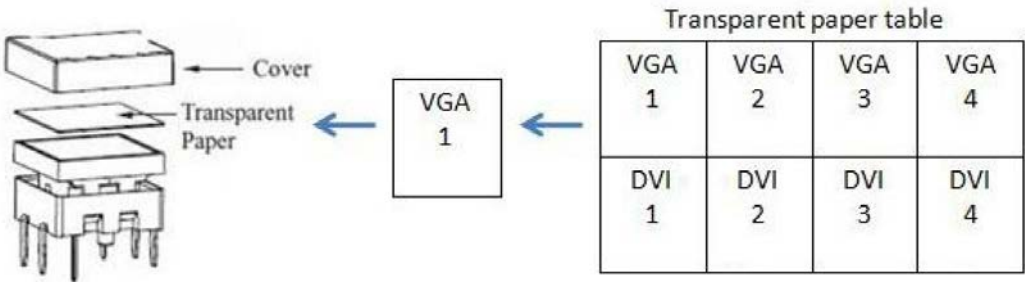 Transparent paper table
Cover
Transparent
Paper
VGA
1
VGA
1
VGA
2
VGA
3
VGA
4
DVI
1
DVI
2
DVI
3
DVI
4